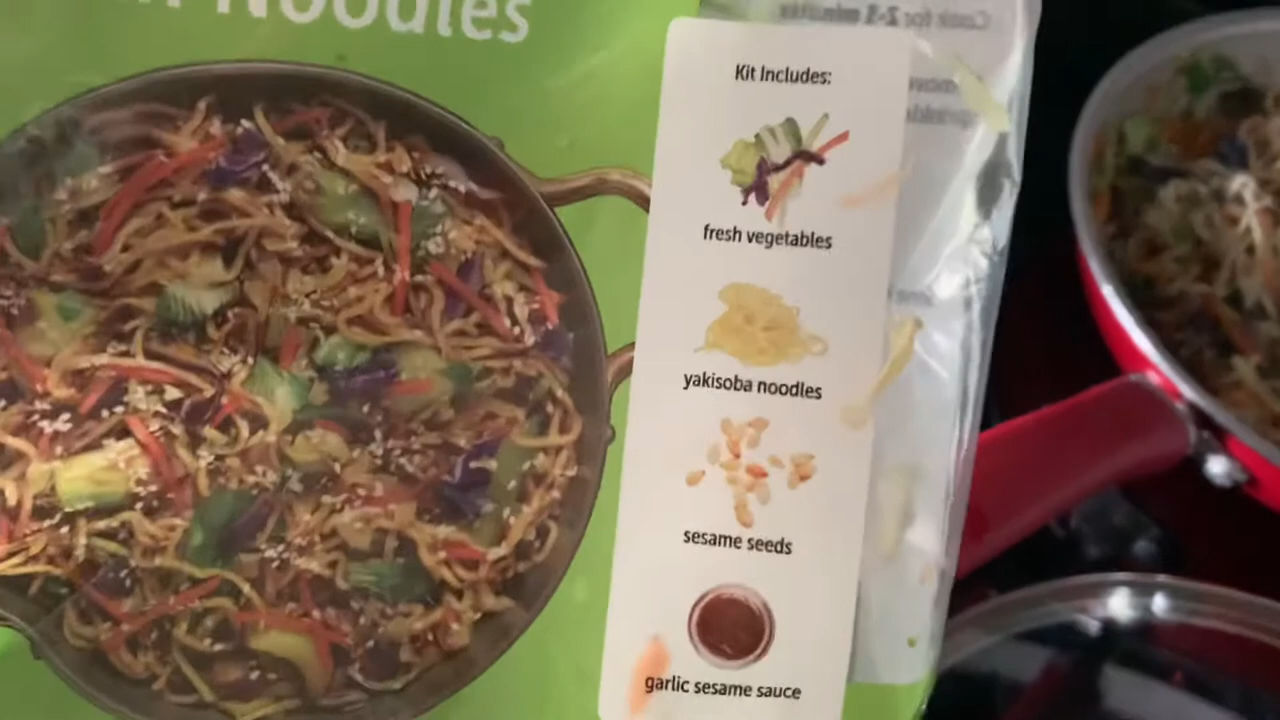 Noodles
Kit Includes:
fresh vegetables
yakisoba noodles
sesame seeds
garlic sesame sauce